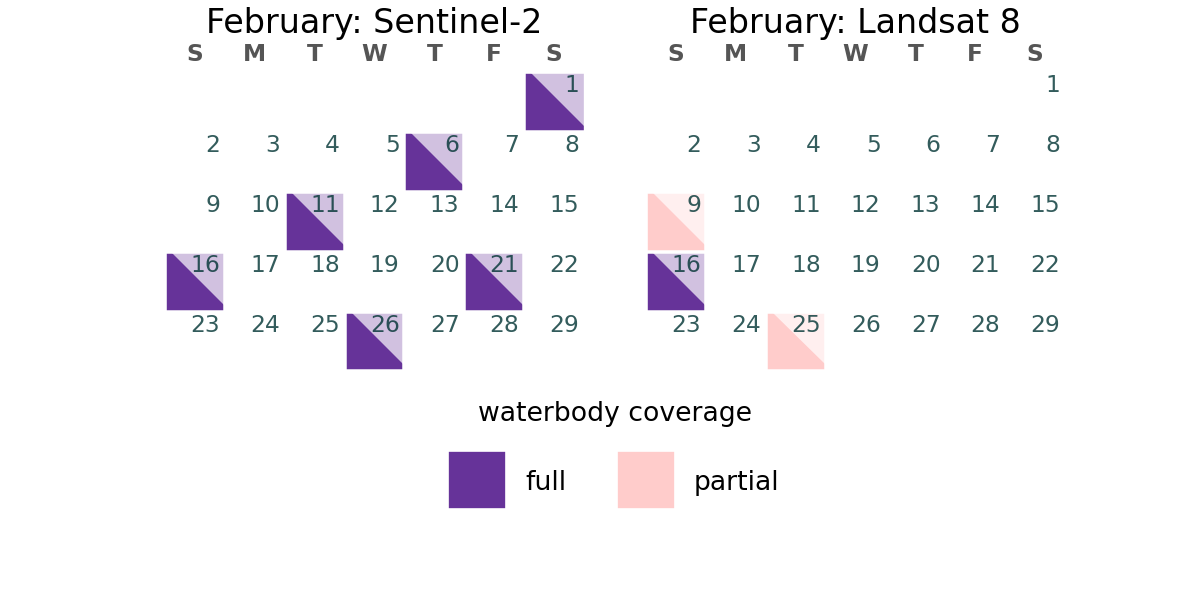 February: Sentinel-2
S M T W T F S
1
2 3 4 5 6 7 8
9 10 11 12 13 14 15
16 17 18 19 20 21 22
23 24 25 26 27 28 29
February: Landsat 8
S M T W T F S
1
2 3 4 5 6 7 8
9 10 11 12 13 14 15
16 17 18 19 20 21 22
23 24 25 26 27 28 29
waterbody coverage
full
partial